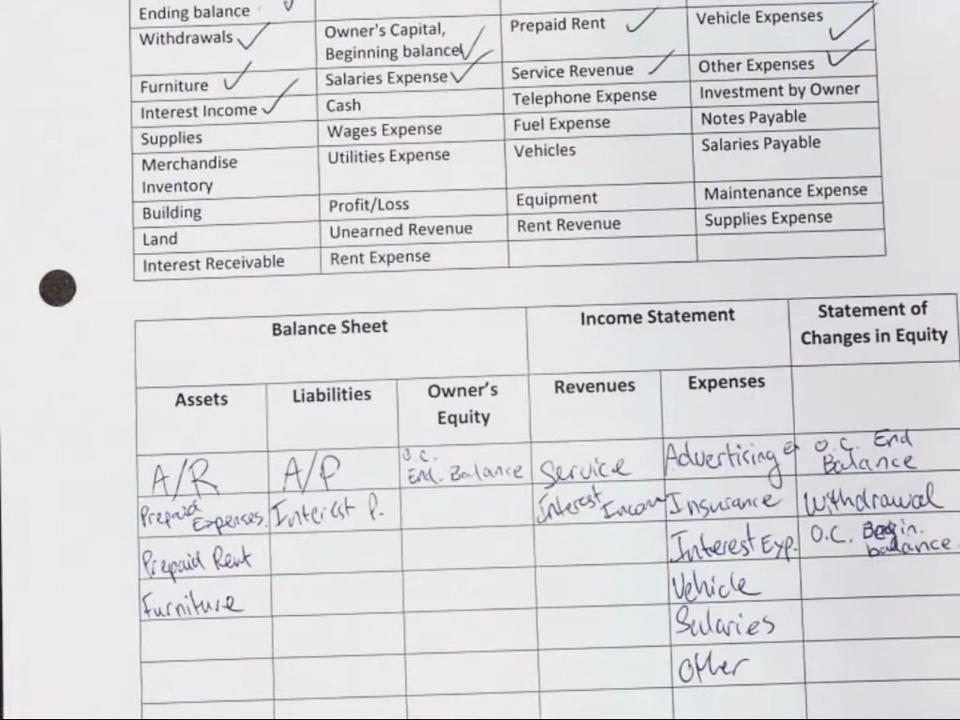 Ending balance
Withdrawals
Owner's Capital,
Beginning balance
Prepaid Rent
Vehicle Expenses
Furniture
Salaries Expense
Service Revenue
Other Expenses
Interest Income
Cash
Telephone Expense
Investment by Owner
Supplies
Wages Expense
Fuel Expense
Notes Payable
Merchandise
Inventory
Utilities Expense
Vehicles
Salaries Payable
Building
Profit/Loss
Equipment
Maintenance Expense
Land
Unearned Revenue
Rent Revenue
Supplies Expense
Interest Receivable
Rent Expense
Balance Sheet
Income Statement
Statement of
Changes in Equity
Assets
Liabilities
Owner's
Equity
Revenues
Expenses
A/R
A/P
O.C.
End. Balance
Service
Advertising
O.C. End
Balance
Prepaid
Expenses
Interest P.
Interest Incom
Insurance
Withdrawal
Prepaid Rent
Interest Exp.
O.C. Begin.
balance
Furniture
Vehicle
Salaries
Other